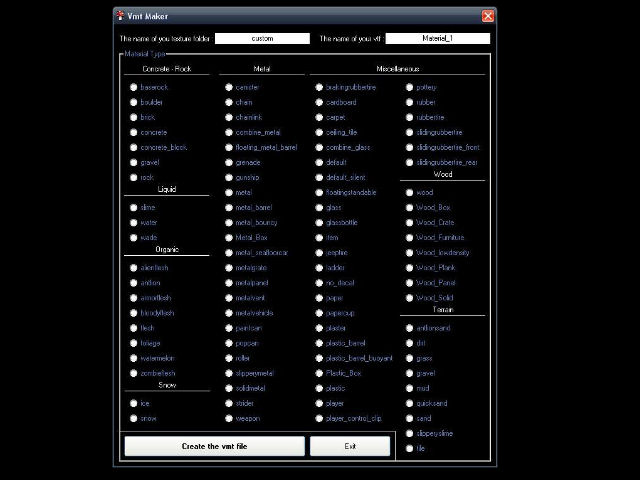 Vmt Maker
The name of you texture folder : custom The name of your vtf : Material_1
Material Type
Concrete - Rock
baserock
boulder
brick
concrete
concrete_block
gravel
rock
Liquid
slime
water
wade
Organic
alienflesh
antlion
armorflesh
bloodyflesh
flesh
foliage
watermelon
zombieflesh
Snow
ice
snow
Metal
canister
chain
chainlink
combine_metal
floating_metal_barrel
grenade
gunship
metal
metal_barrel
metal_bouncy
Metal_Box
metal_seafloorcar
metalgrate
metalpanel
metalvent
metalvehicle
paintcan
popcan
roller
slipperymetal
solidmetal
strider
weapon
Miscellaneous
brakingrubbertire
cardboard
carpet
ceiling_tile
combine_glass
default
default_silent
floatingstandable
glass
glassbottle
item
jeeptire
ladder
no_decal
paper
papercup
plaster
plastic_barrel
plastic_barrel_buoyant
Plastic_Box
plastic
player
player_control_clip
pottery
rubber
rubbertire
slidingrubbertire
slidingrubbertire_front
slidingrubbertire_rear
Wood
wood
Wood_Box
Wood_Crate
Wood_Furniture
Wood_lowdensity
Wood_Plank
Wood_Panel
Wood_Solid
Terrain
antlionsand
dirt
grass
gravel
mud
quicksand
sand
slipperyslime
tile
Create the vmt file
Exit